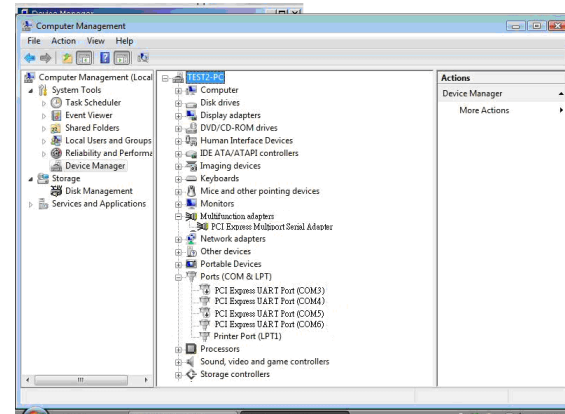 Device Manager
Computer Management
File Action View Help
Computer Management (Local
System Tools
Task Scheduler
Event Viewer
Shared Folders
Local Users and Groups
Reliability and Performa
Device Manager
Storage
Disk Management
Services and Applications
TEST2-PC
Computer
Disk drives
Display adapters
DVD/CD-ROM drives
Human Interface Devices
IDE ATA/ATAPI controllers
Imaging devices
Keyboards
Mice and other pointing devices
Monitors
Multifunction adapters
PCI Express Multiport Serial Adapter
Network adapters
Other devices
Portable Devices
Ports (COM & LPT)
PCI Express UART Port (COM3)
PCI Express UART Port (COM4)
PCI Express UART Port (COM5)
PCI Express UART Port (COM6)
Printer Port (LPT1)
Processors
Sound, video and game controllers
Storage controllers
Actions
Device Manager
More Actions